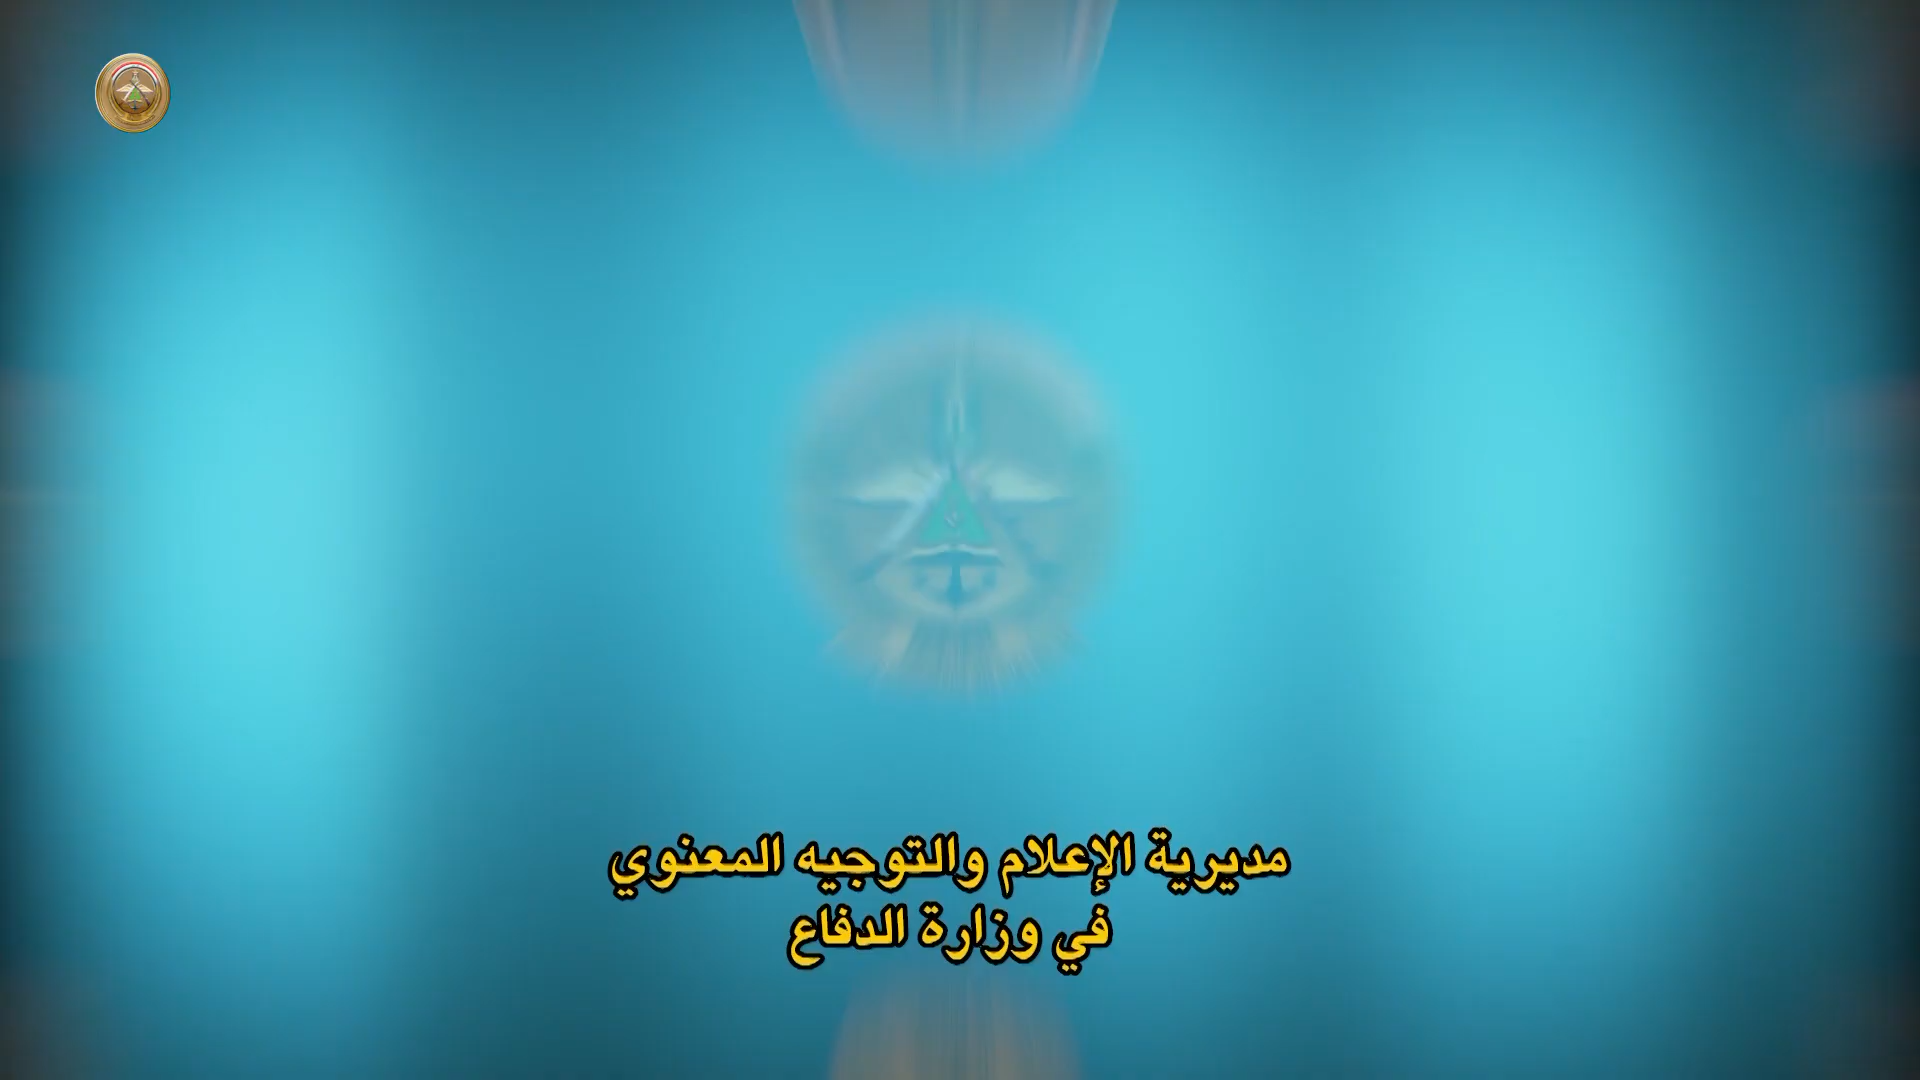 مديرية الإعلام والتوجيه المعنوي
في وزارة الدفاع